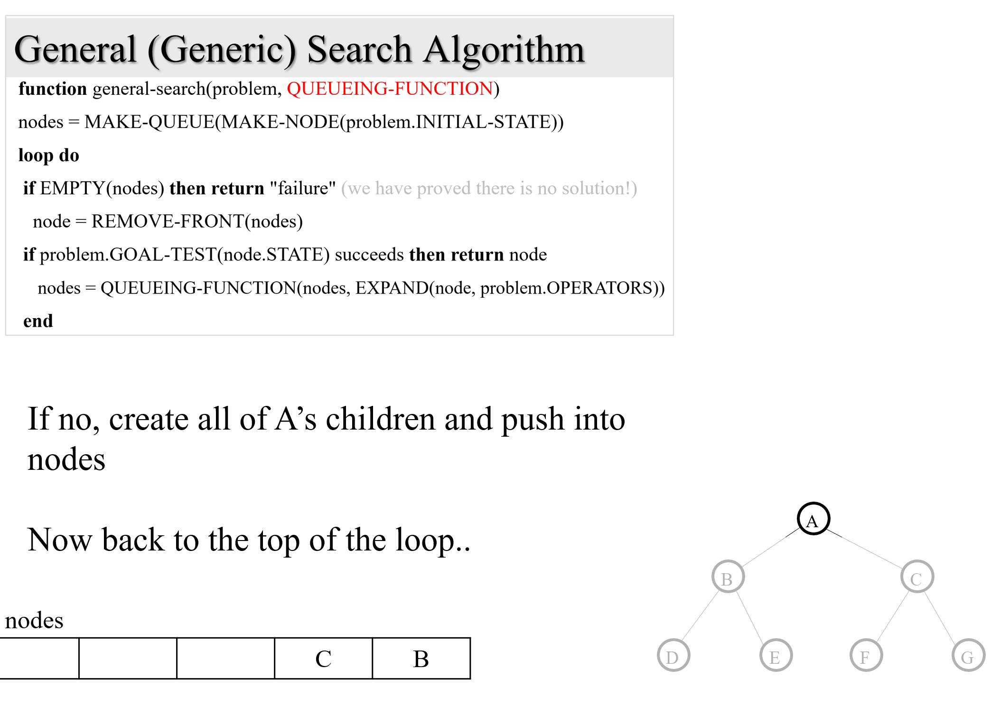 General (Generic) Search Algorithm
function general-search(problem, QUEUEING-FUNCTION)
nodes = MAKE-QUEUE(MAKE-NODE(problem.INITIAL-STATE))
loop do
if EMPTY(nodes) then return "failure" (we have proved there is no solution!)
node = REMOVE-FRONT(nodes)
if problem.GOAL-TEST(node.STATE) succeeds then return node
nodes = QUEUEING-FUNCTION(nodes, EXPAND(node, problem.OPERATORS))
end
If no, create all of A’s children and push into
nodes
Now back to the top of the loop..
nodes
C B
A
B C
D E F G